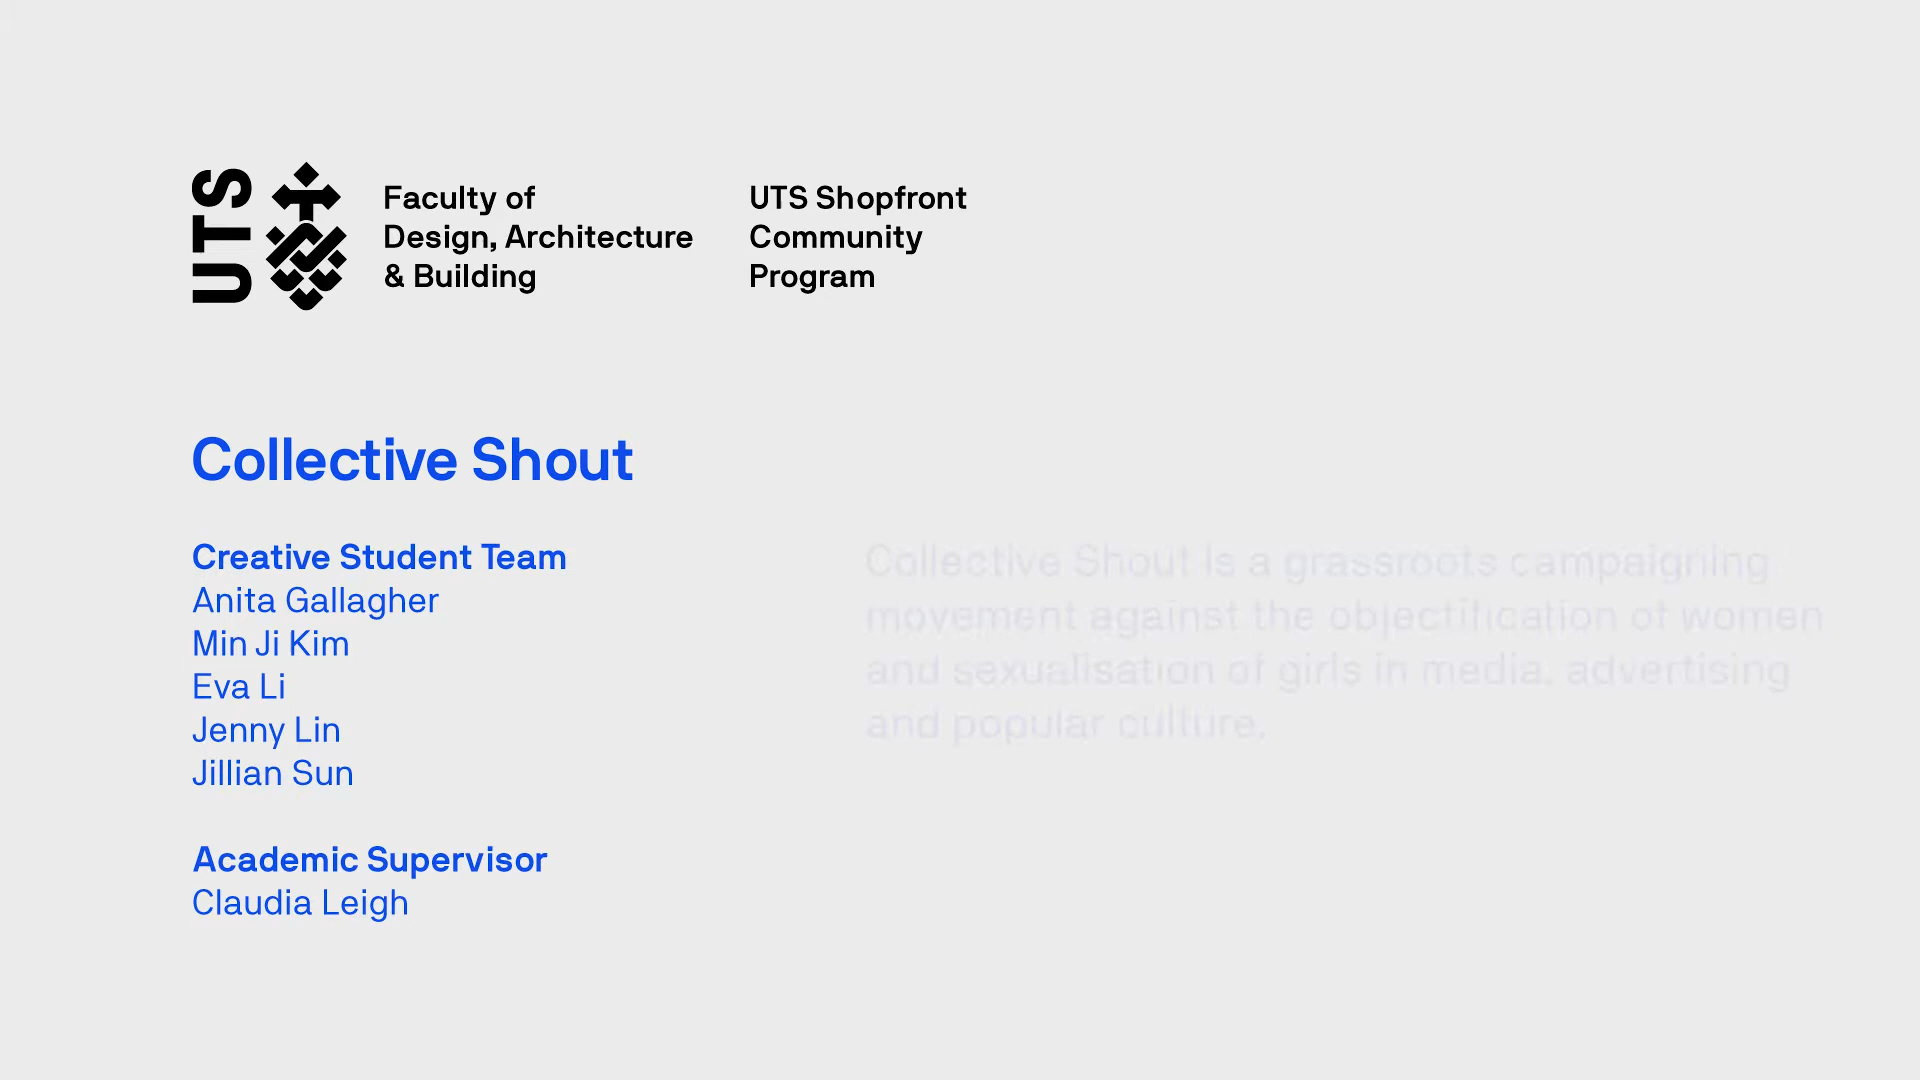 UTS
Faculty of
Design, Architecture
& Building
UTS Shopfront
Community
Program
Collective Shout
Creative Student Team
Anita Gallagher
Min Ji Kim
Eva Li
Jenny Lin
Jillian Sun
Academic Supervisor
Claudia Leigh
Collective Shout is a grassroots campaigning
movement against the objectification of women
and sexualisation of girls in media, advertising
and popular culture.